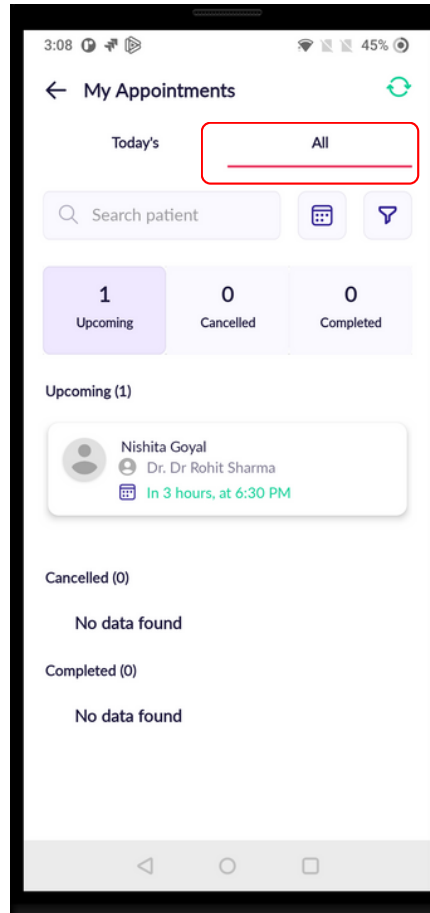 3:08 45%
My Appointments
Today's All
Search patient
1 0 0
Upcoming Cancelled Completed
Upcoming (1)
Nishita Goyal
Dr. Dr Rohit Sharma
In 3 hours, at 6:30 PM
Cancelled (0)
No data found
Completed (0)
No data found